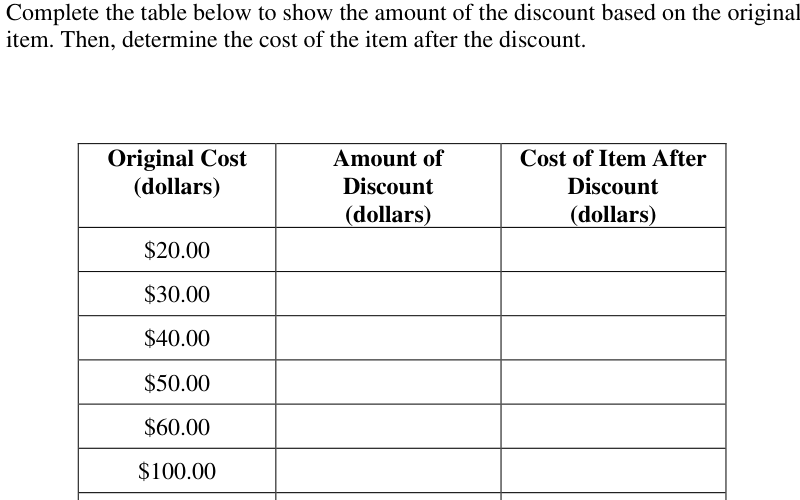 Complete the table below to show the amount of the discount based on the original
item. Then, determine the cost of the item after the discount.
Original Cost (dollars) Amount of Discount (dollars) Cost of Item After Discount (dollars)
$20.00
$30.00
$40.00
$50.00
$60.00
$100.00